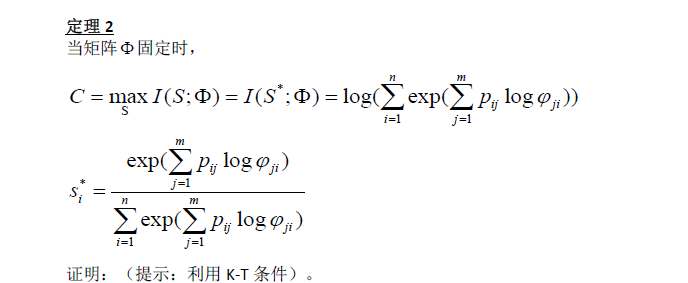 定理 2
当矩阵Φ固定时，
C = max_S I(S;Φ) = I(S^*;Φ) = log(∑_{i=1}^{n} exp(∑_{j=1}^{m} p_{ij} log φ_{ji}))
s_i^* = \frac{exp(∑_{j=1}^{m} p_{ij} log φ_{ji})}{∑_{i=1}^{n} exp(∑_{j=1}^{m} p_{ij} log φ_{ji})}
证明：（提示：利用 K-T 条件）。